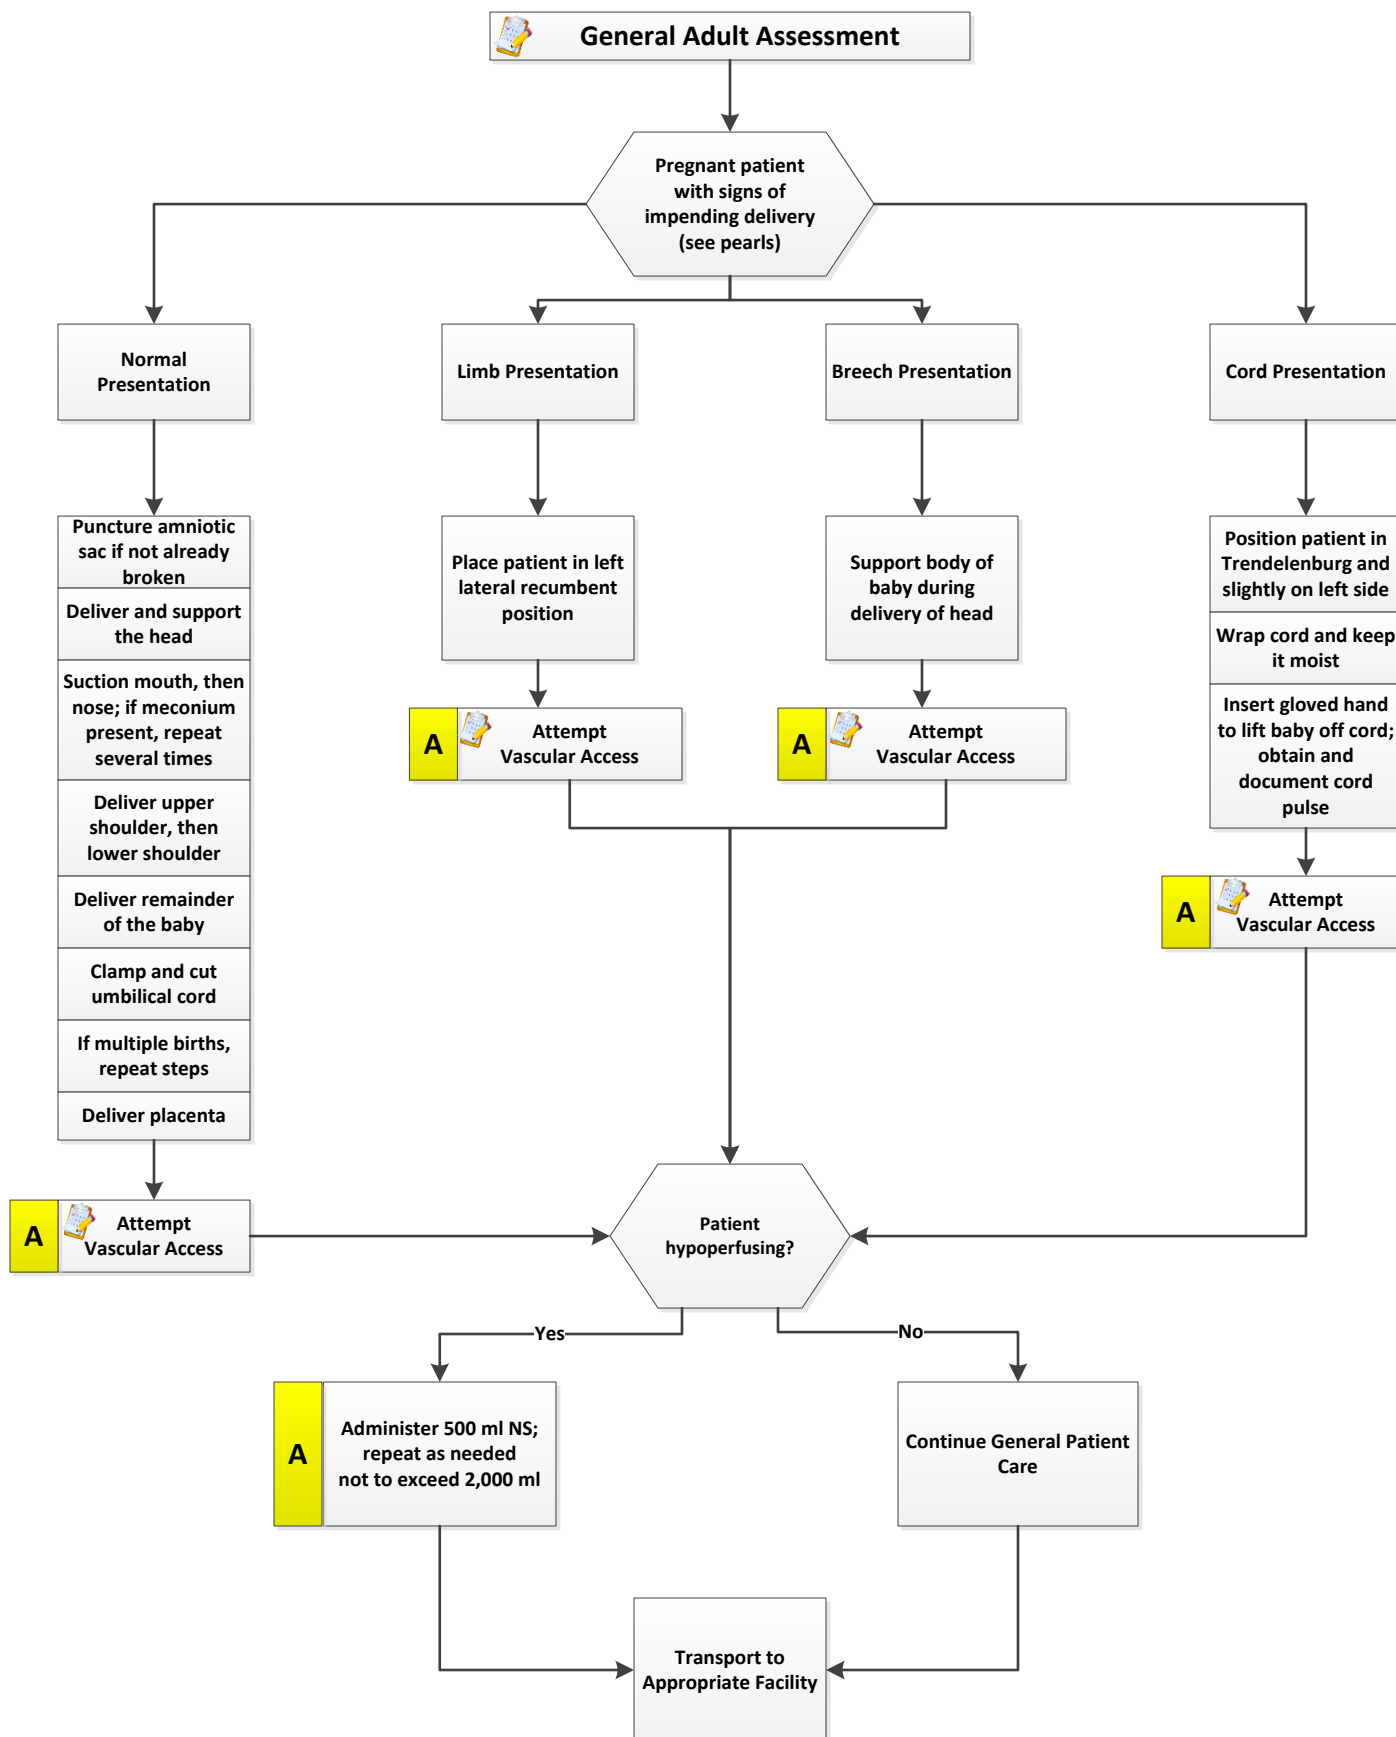 General Adult Assessment
Pregnant patient
with signs of
impending delivery
(see pearls)
Normal
Presentation
Limb Presentation
Breech Presentation
Cord Presentation
Puncture amniotic
sac if not already
broken
Deliver and support
the head
Suction mouth, then
nose; if meconium
present, repeat
several times
Deliver upper
shoulder, then
lower shoulder
Deliver remainder
of the baby
Clamp and cut
umbilical cord
If multiple births,
repeat steps
Deliver placenta
A
Attempt
Vascular Access
Place patient in left
lateral recumbent
position
A
Attempt
Vascular Access
Support body of
baby during
delivery of head
A
Attempt
Vascular Access
Position patient in
Trendelenburg and
slightly on left side
Wrap cord and keep
it moist
Insert gloved hand
to lift baby off cord;
obtain and
document cord
pulse
A
Attempt
Vascular Access
Patient
hypoperfusing?
Yes
No
A
Administer 500 ml NS;
repeat as needed
not to exceed 2,000 ml
Continue General Patient
Care
Transport to
Appropriate Facility